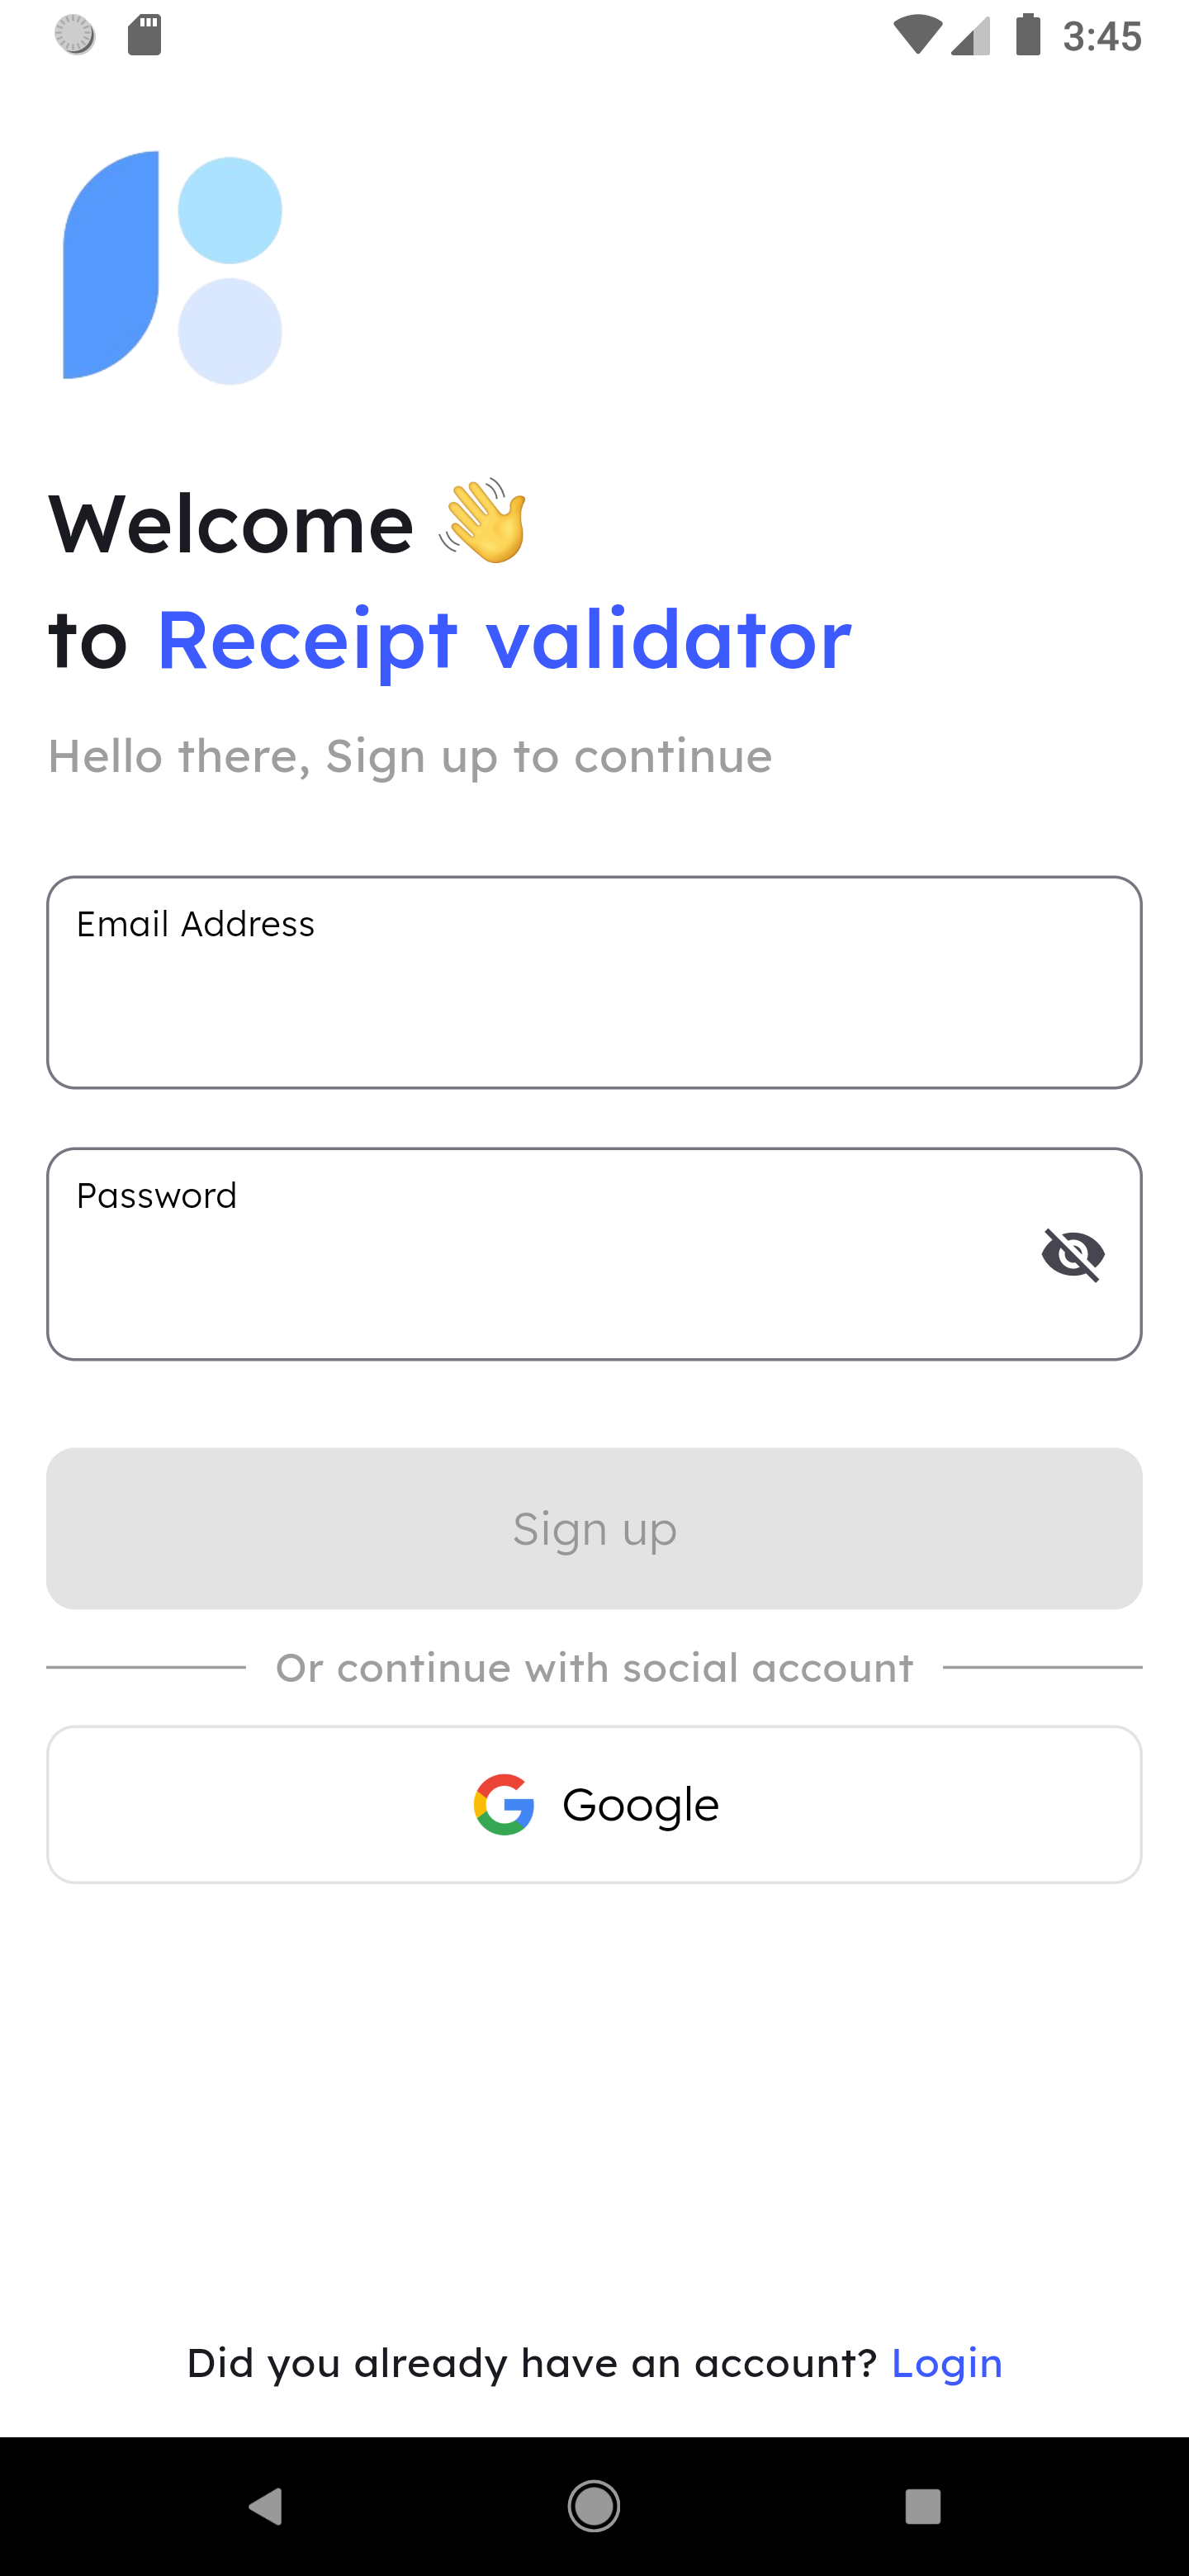 3:45
Welcome 👋
to Receipt validator
Hello there, Sign up to continue
Email Address
Password
Sign up
Or continue with social account
Google
Did you already have an account? Login